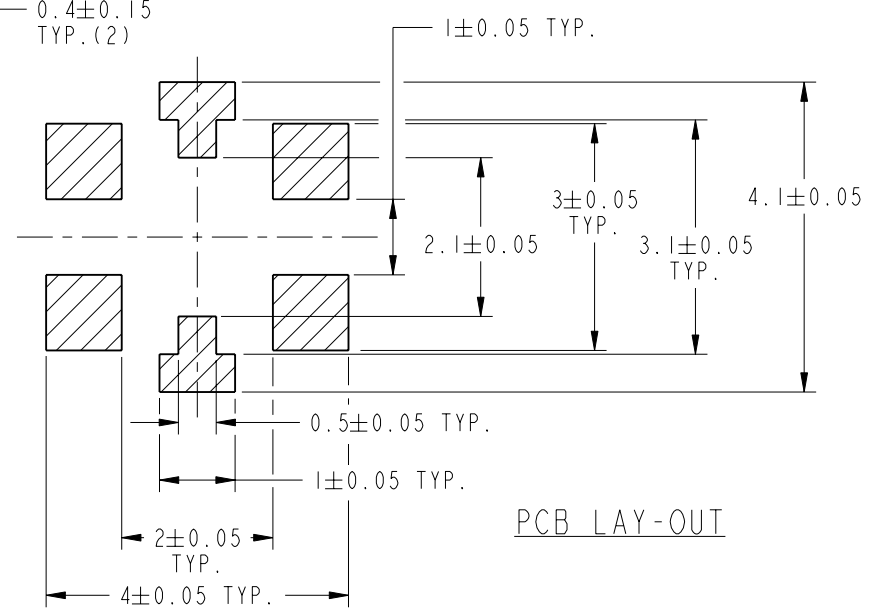 0.4±0.15
TYP.(2)
1±0.05 TYP.
3±0.05
TYP.
4.1±0.05
2.1±0.05
3.1±0.05
TYP.
0.5±0.05 TYP.
1±0.05 TYP.
PCB LAY-OUT
2±0.05
TYP.
4±0.05 TYP.